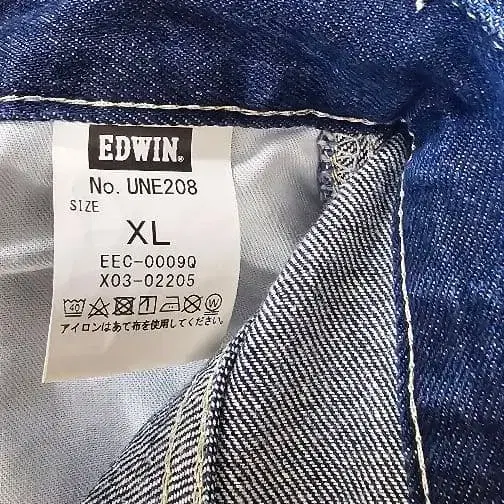 EDWIN
No. UNE208
SIZE
XL
EEC-0009Q
X03-02205
40 W
アイロンはあて布を使用してください。